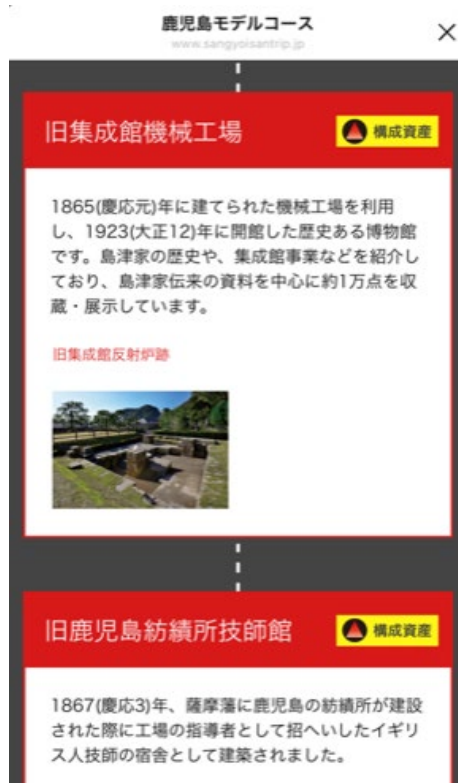 鹿児島モデルコース
www.sangyoisantrip.jp
旧集成館機械工場
構成資産
1865(慶応元)年に建てられた機械工場を利用
し、1923(大正12)年に開館した歴史ある博物館
です。島津家の歴史や、集成館事業などを紹介し
ており、島津家伝来の資料を中心に約1万点を収
蔵・展示しています。
旧集成館反射炉跡
旧鹿児島紡績所技師館
構成資産
1867(慶応3)年、薩摩藩に鹿児島の紡績所が建設
された際に工場の指導者として招へいしたイギリ
ス人技師の宿舎として建築されました。